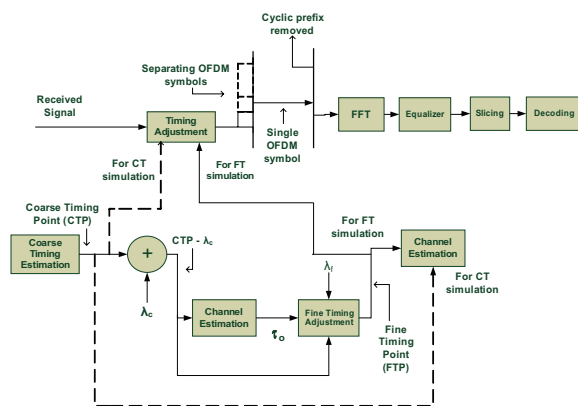 Cyclic prefix
removed
Separating OFDM
symbols
Received
Signal
Timing
Adjustment
Single
OFDM
symbol
FFT
Equalizer
Slicing
Decoding
For CT
simulation
For FT
simulation
Coarse Timing
Point (CTP)
Coarse
Timing
Estimation
+
CTP - λc
λc
Channel
Estimation
τo
λf
Fine Timing
Adjustment
For FT
simulation
Channel
Estimation
For CT
simulation
Fine
Timing
Point
(FTP)